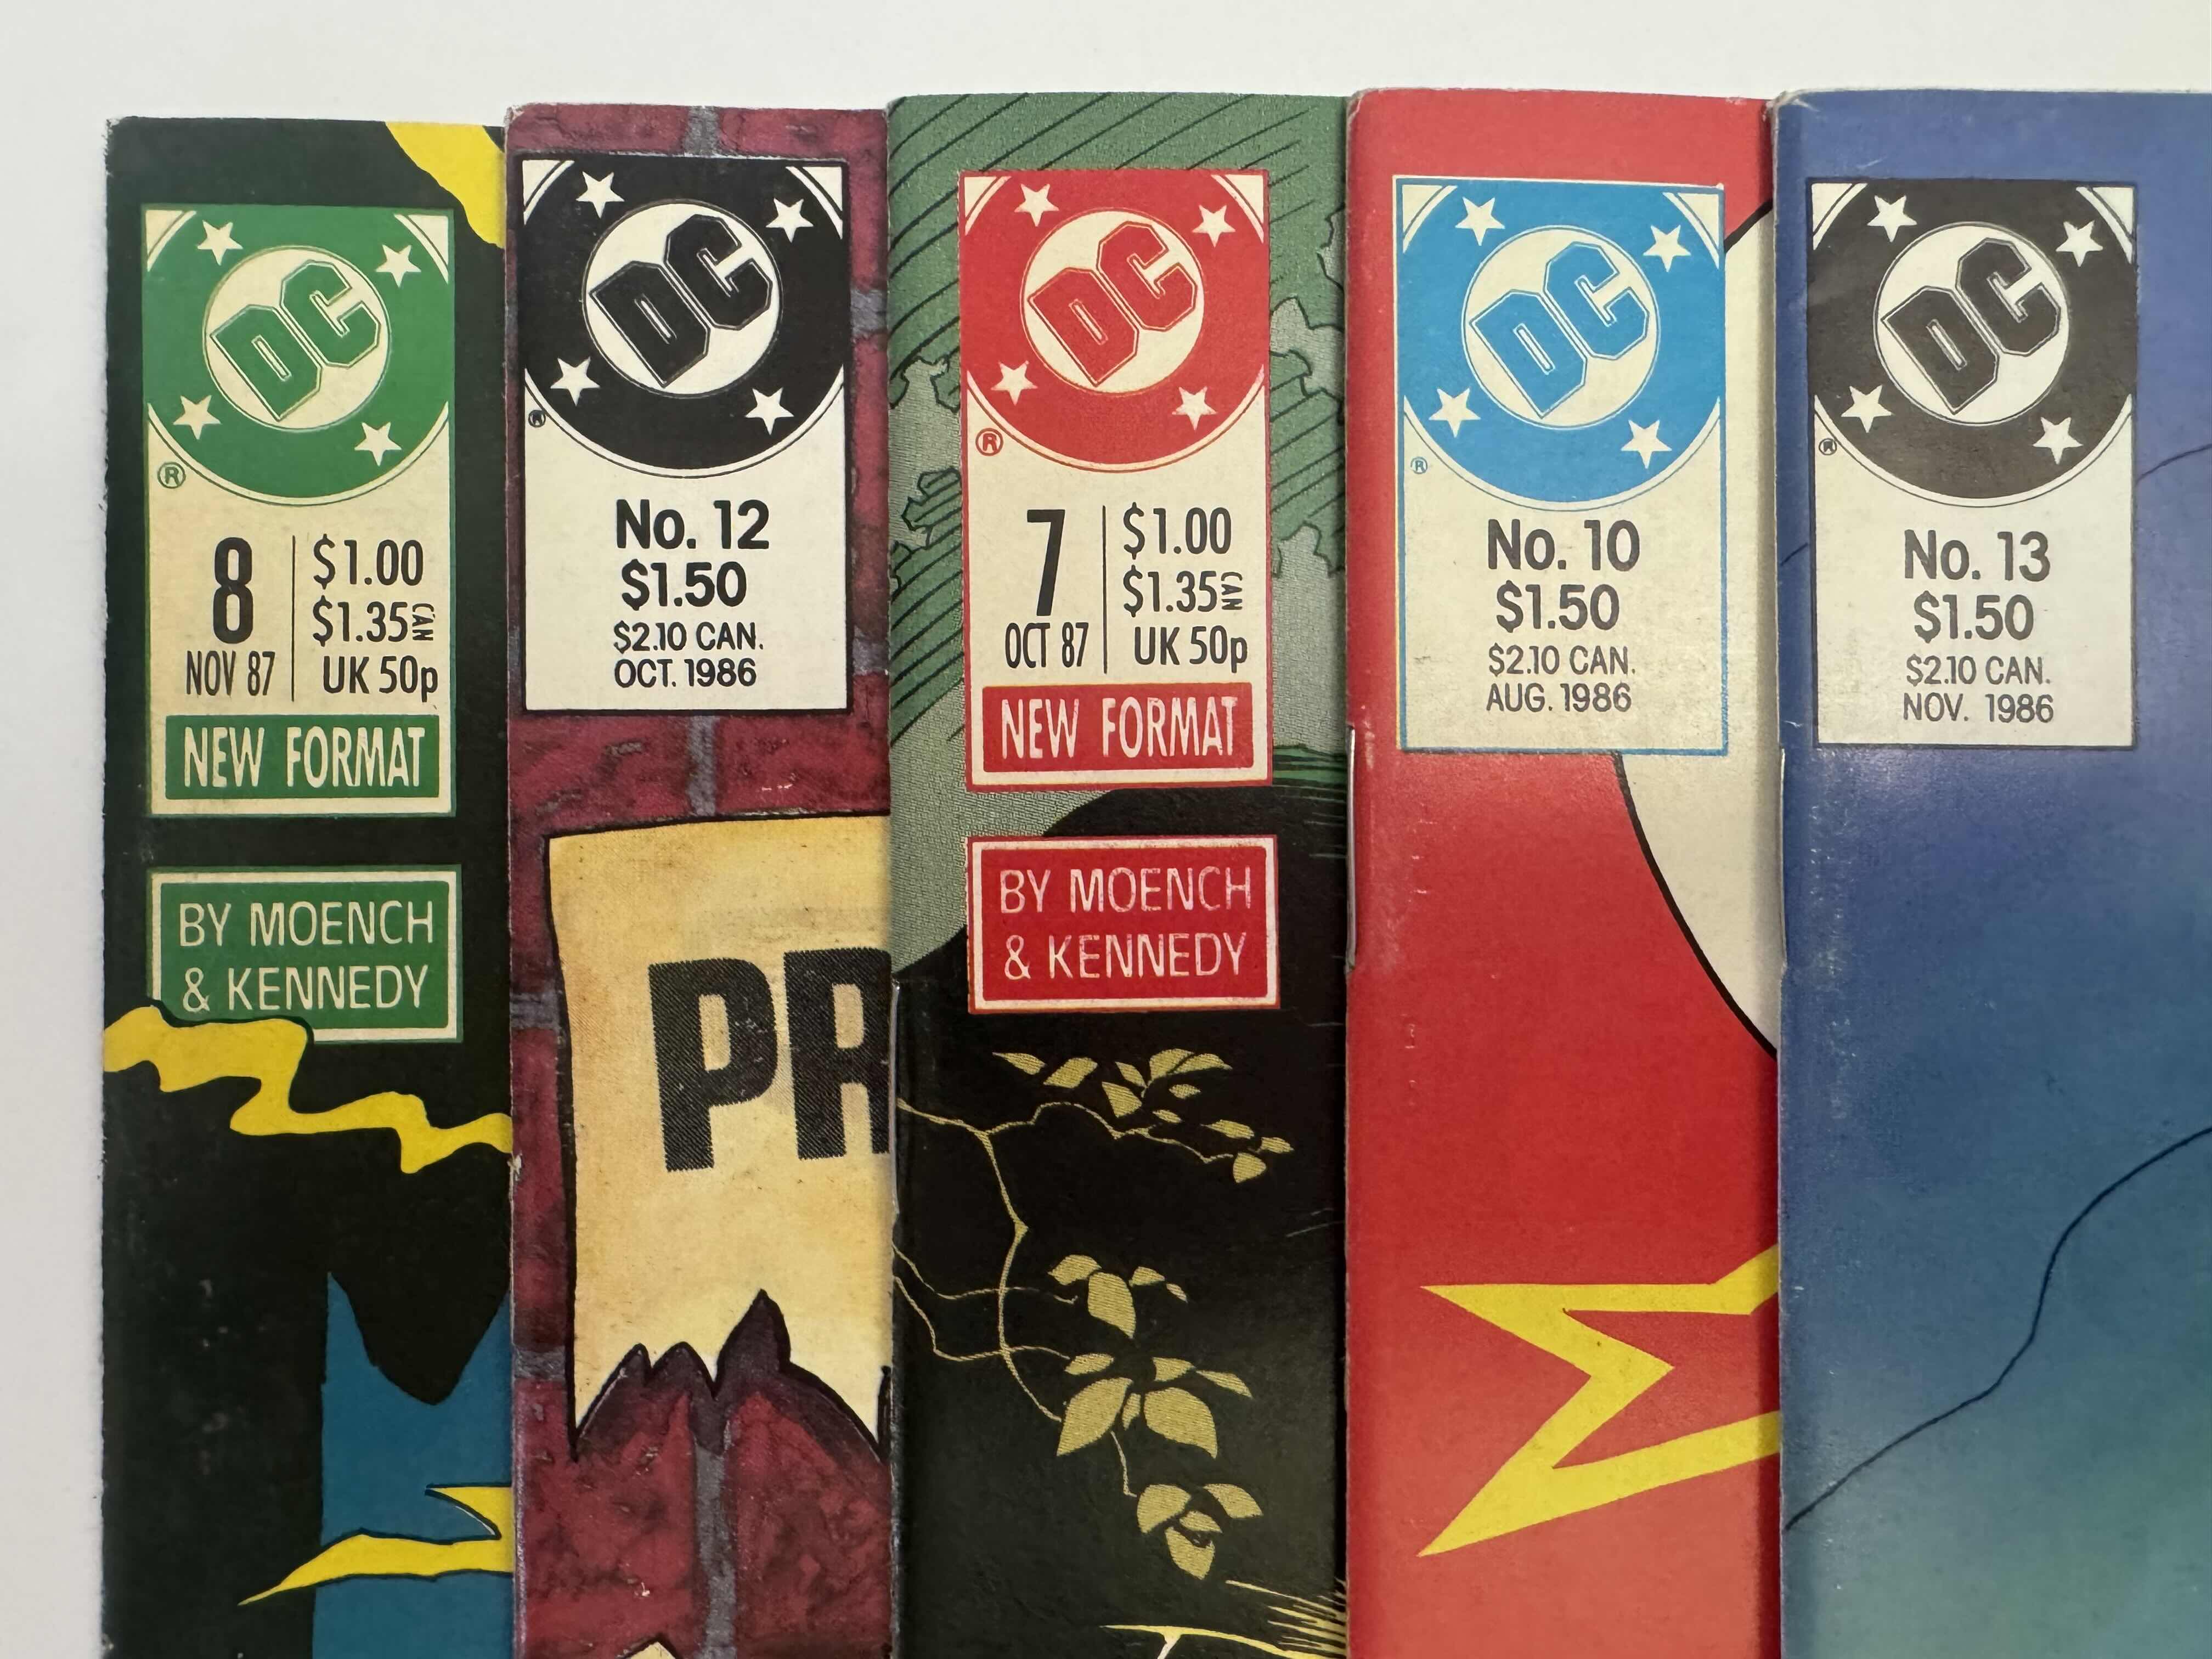 DC
®
8
NOV 87
$1.00
$1.35 CAN
UK 50p
NEW FORMAT
BY MOENCH
& KENNEDY
DC
®
No. 12
$1.50
$2.10 CAN.
OCT. 1986
PR
DC
®
7
OCT 87
$1.00
$1.35 CAN
UK 50p
NEW FORMAT
BY MOENCH
& KENNEDY
DC
®
No. 10
$1.50
$2.10 CAN.
AUG. 1986
DC
®
No. 13
$1.50
$2.10 CAN.
NOV. 1986